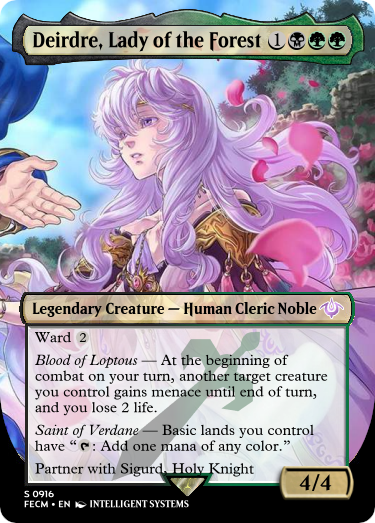 Deirdre, Lady of the Forest 1
Legendary Creature — Human Cleric Noble
Ward 2
Blood of Loptous — At the beginning of
combat on your turn, another target creature
you control gains menace until end of turn,
and you lose 2 life.
Saint of Verdane — Basic lands you control
have “: Add one mana of any color.”
Partner with Sigurd, Holy Knight
4/4
S 0916
FECM • EN INTELLIGENT SYSTEMS